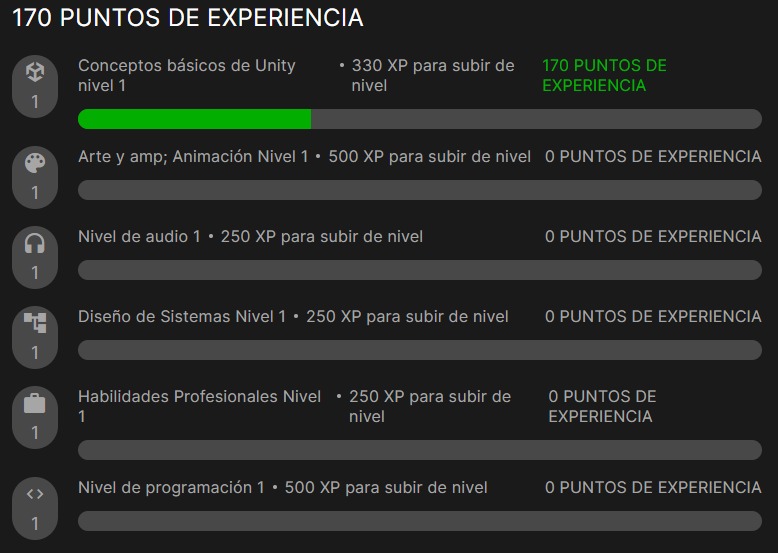 170 PUNTOS DE EXPERIENCIA
Conceptos básicos de Unity • 330 XP para subir de 170 PUNTOS DE
nivel 1 nivel EXPERIENCIA
1
Arte y amp; Animación Nivel 1 • 500 XP para subir de nivel 0 PUNTOS DE EXPERIENCIA
1
Nivel de audio 1 • 250 XP para subir de nivel 0 PUNTOS DE EXPERIENCIA
1
Diseño de Sistemas Nivel 1 • 250 XP para subir de nivel 0 PUNTOS DE EXPERIENCIA
1
Habilidades Profesionales Nivel • 250 XP para subir de 0 PUNTOS DE
1 nivel EXPERIENCIA
1
Nivel de programación 1 • 500 XP para subir de nivel 0 PUNTOS DE EXPERIENCIA
1